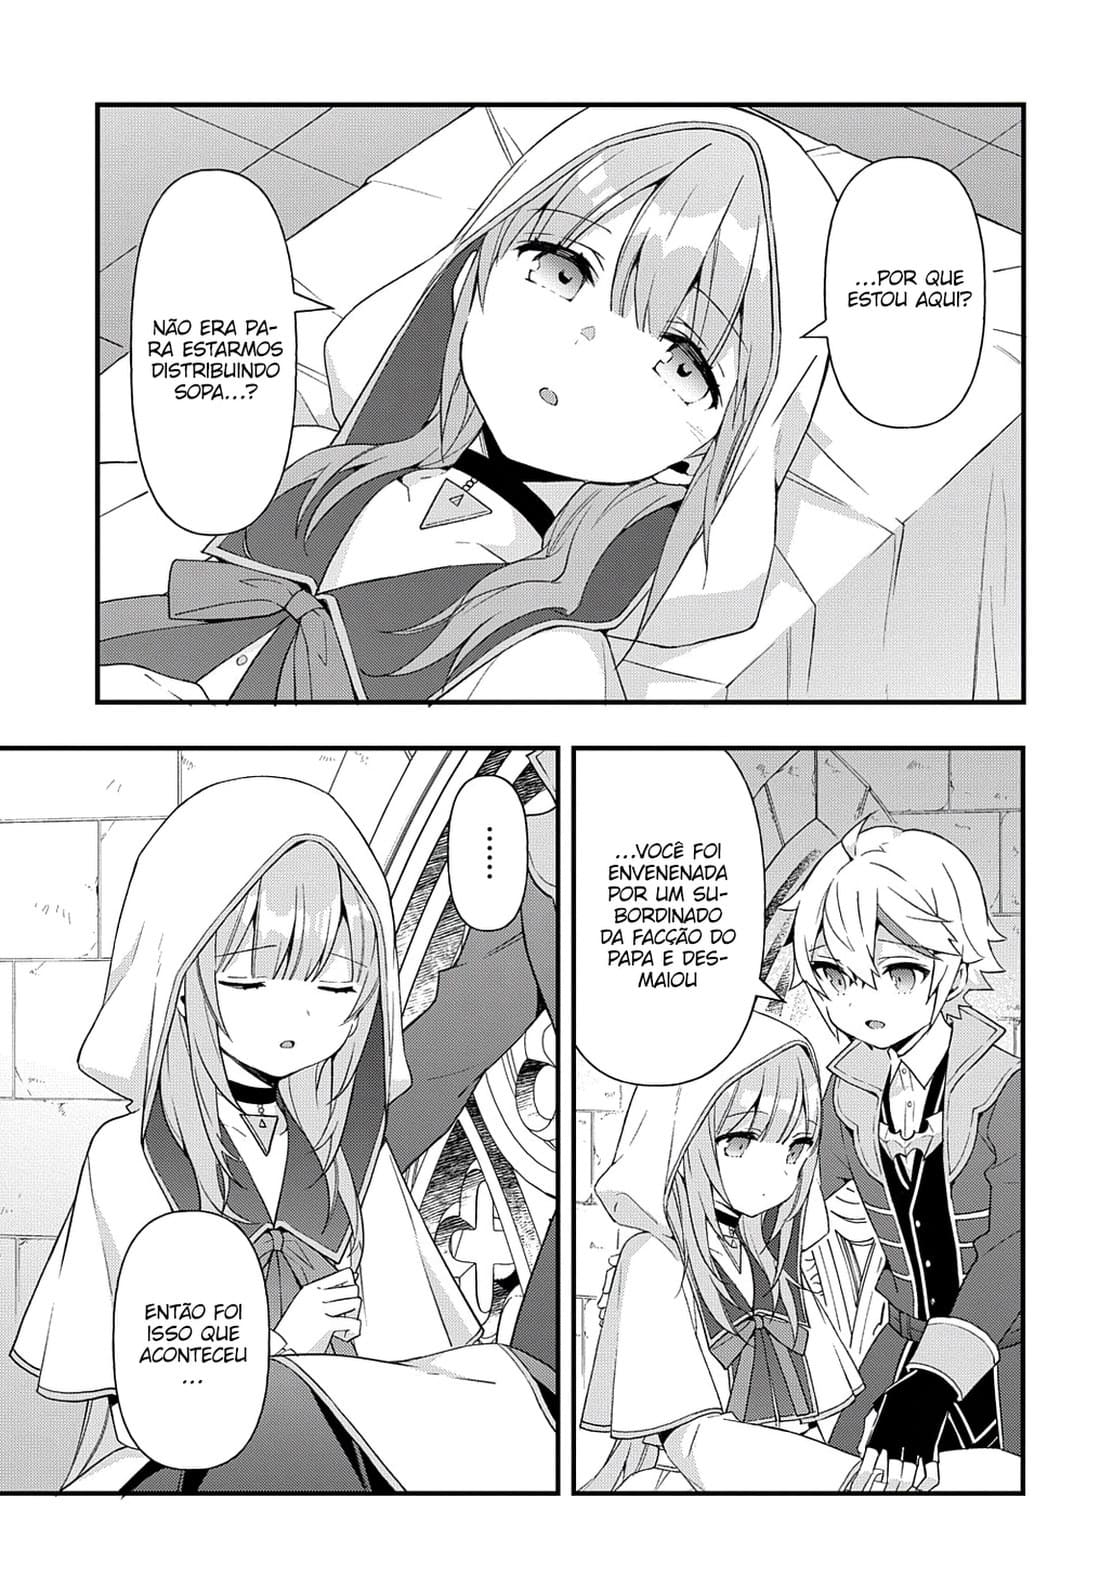 ...POR QUE
ESTOU AQUI?
NÃO ERA PA-
RA ESTARMOS
DISTRIBUINDO
SOPA...?
...VOCÊ FOI
ENVENENADA
POR UM SU-
BORDINADO
DA FACÇÃO DO
PAPA E DES-
MAIOU
......
ENTÃO FOI
ISSO QUE
ACONTECEU
...